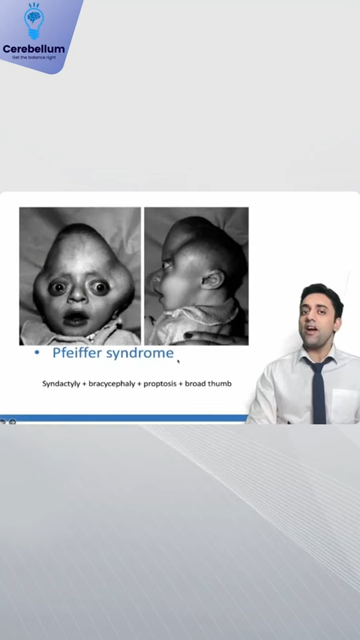 Cerebellum
Get the balance right
• Pfeiffer syndrome
Syndactyly + bracycephaly + proptosis + broad thumb